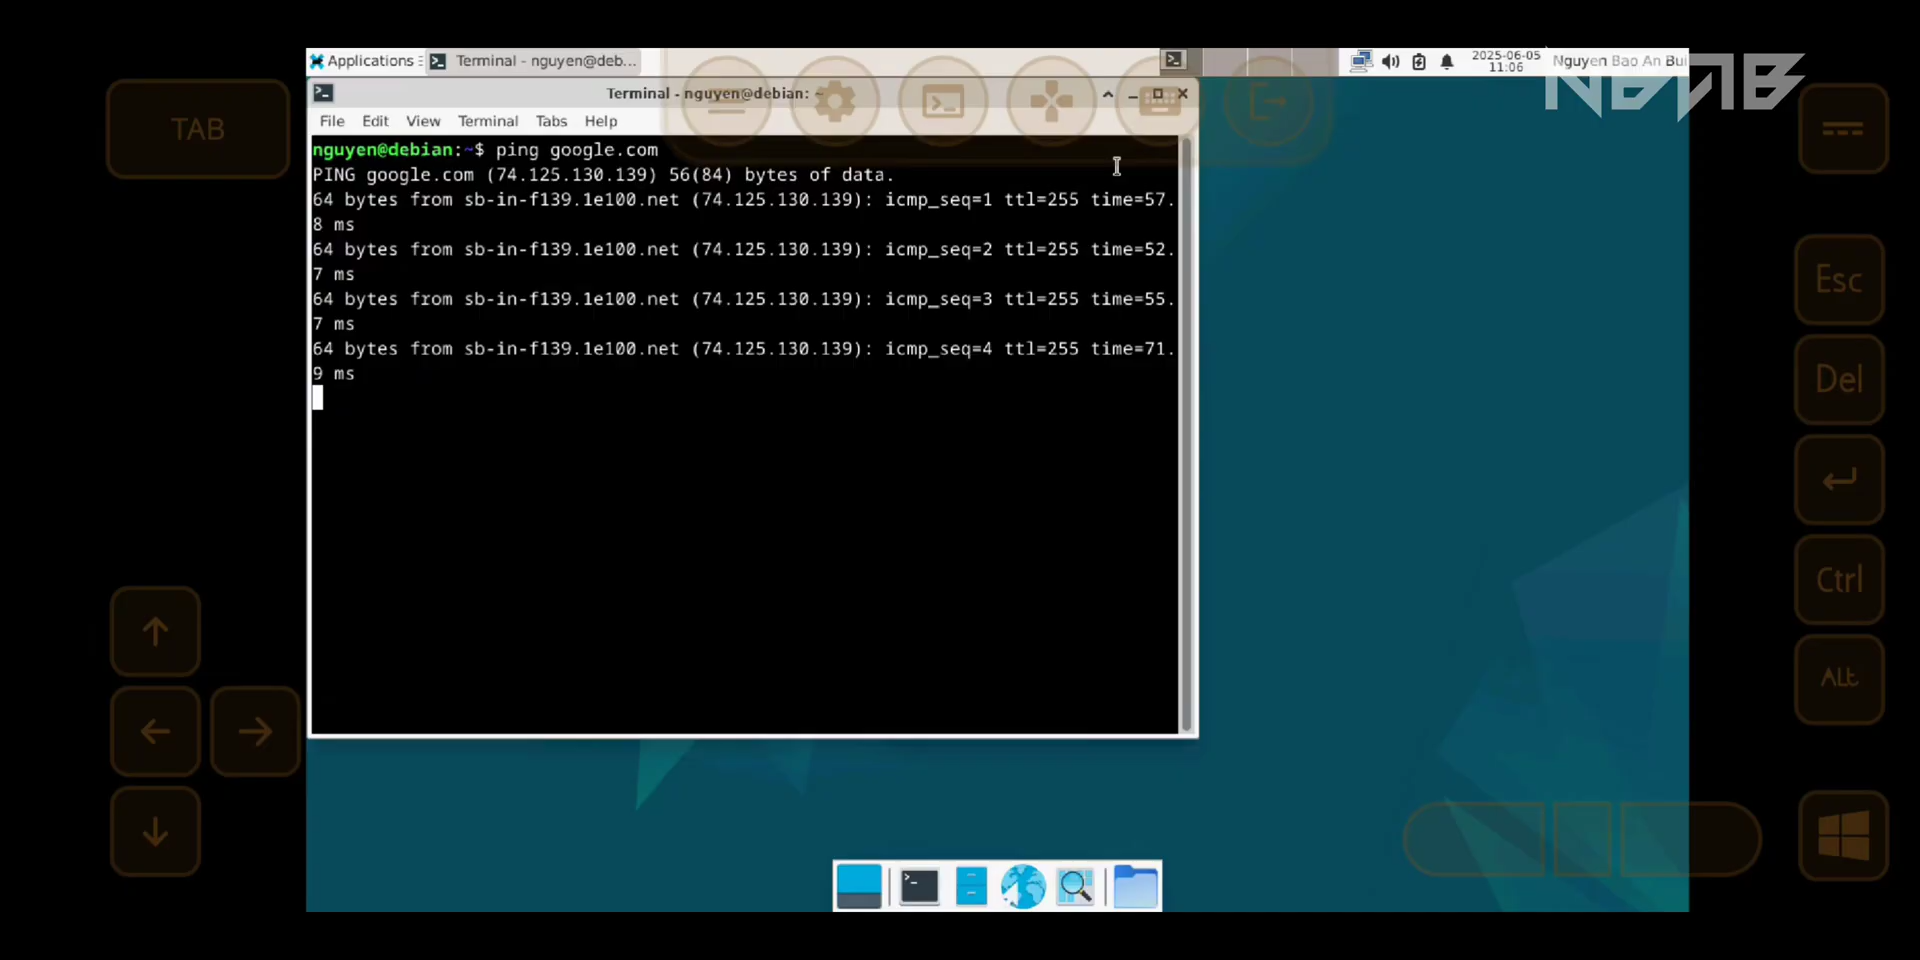 Applications
Terminal - nguyen@deb...
2025-06-05
11:06
Nguyen Bao An Bui
NBAB
TAB
Terminal - nguyen@debian: ~
File Edit View Terminal Tabs Help
nguyen@debian:~$ ping google.com
PING google.com (74.125.130.139) 56(84) bytes of data.
64 bytes from sb-in-f139.1e100.net (74.125.130.139): icmp_seq=1 ttl=255 time=57.
8 ms
64 bytes from sb-in-f139.1e100.net (74.125.130.139): icmp_seq=2 ttl=255 time=52.
7 ms
64 bytes from sb-in-f139.1e100.net (74.125.130.139): icmp_seq=3 ttl=255 time=55.
7 ms
64 bytes from sb-in-f139.1e100.net (74.125.130.139): icmp_seq=4 ttl=255 time=71.
9 ms
Esc
Del
Ctrl
Alt